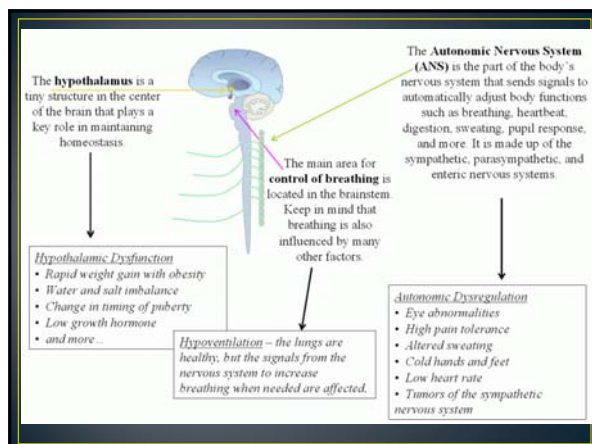 The hypothalamus is a
tiny structure in the center
of the brain that plays a
key role in maintaining
homeostasis.
Hypothalamic Dysfunction
• Rapid weight gain with obesity
• Water and salt imbalance
• Change in timing of puberty
• Low growth hormone
• and more ...
The main area for
control of breathing is
located in the brainstem.
Keep in mind that
breathing is also
influenced by many
other factors.
Hypoventilation – the lungs are
healthy, but the signals from the
nervous system to increase
breathing when needed are affected.
The Autonomic Nervous System
(ANS) is the part of the body's
nervous system that sends signals to
automatically adjust body functions
such as breathing, heartbeat,
digestion, sweating, pupil response,
and more. It is made up of the
sympathetic, parasympathetic, and
enteric nervous systems.
Autonomic Dysregulation
• Eye abnormalities
• High pain tolerance
• Altered sweating
• Cold hands and feet
• Low heart rate
• Tumors of the sympathetic
nervous system